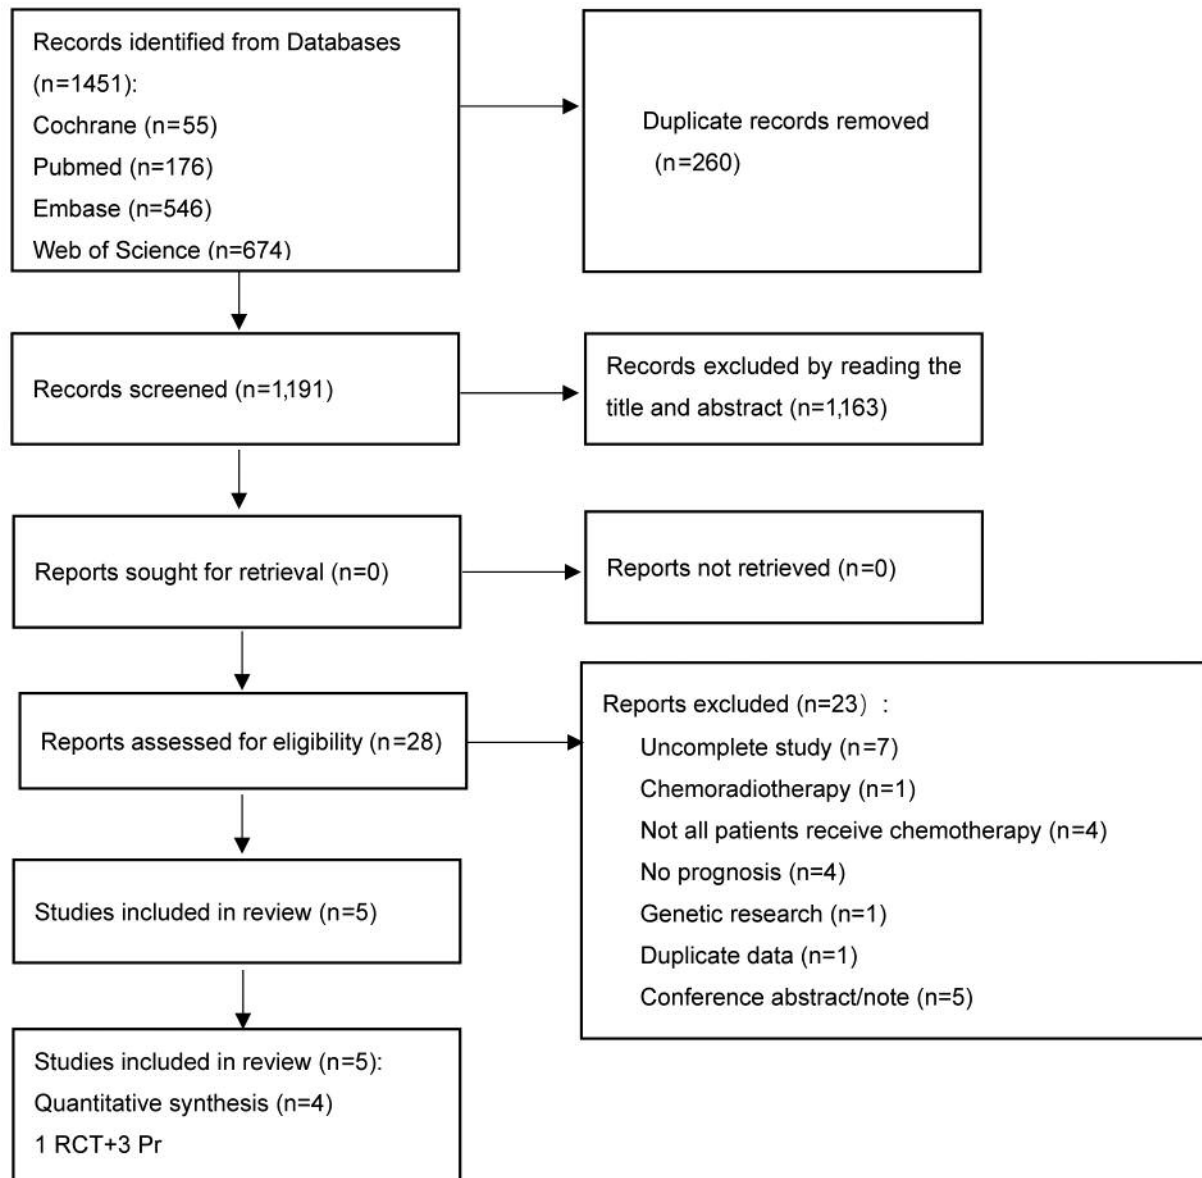 Records identified from Databases
(n=1451):
Cochrane (n=55)
Pubmed (n=176)
Embase (n=546)
Web of Science (n=674)
Duplicate records removed
(n=260)
Records screened (n=1,191)
Records excluded by reading the
title and abstract (n=1,163)
Reports sought for retrieval (n=0)
Reports not retrieved (n=0)
Reports assessed for eligibility (n=28)
Reports excluded (n=23) :
Uncomplete study (n=7)
Chemoradiotherapy (n=1)
Not all patients receive chemotherapy (n=4)
No prognosis (n=4)
Genetic research (n=1)
Duplicate data (n=1)
Conference abstract/note (n=5)
Studies included in review (n=5)
Studies included in review (n=5):
Quantitative synthesis (n=4)
1 RCT+3 Pr